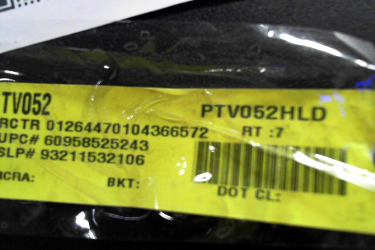 TV052 PTV052HLD
RCTR 01264470104366572 RT :7
UPC# 60958525243
SLP# 93211532106
MCRA: BKT: DOT CL: